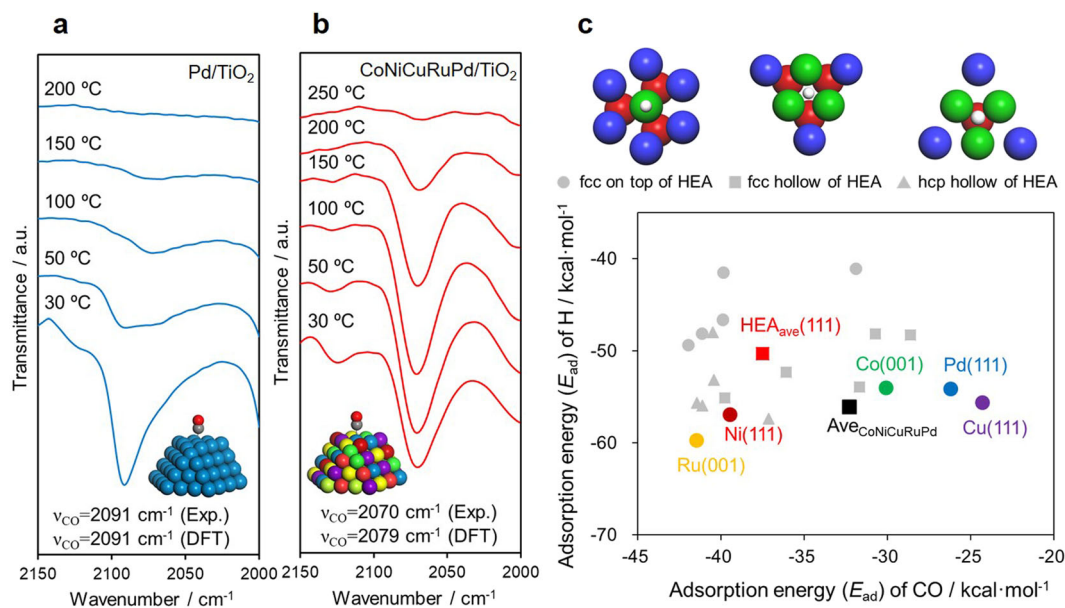 a
Pd/TiO2
200 ºC
150 ºC
100 ºC
50 ºC
30 ºC
Transmittance / a.u.
νCO=2091 cm-1 (Exp.)
νCO=2091 cm-1 (DFT)
2150 2100 2050 2000
Wavenumber / cm-1
b
CoNiCuRuPd/TiO2
250 ºC
200 ºC
150 ºC
100 ºC
50 ºC
30 ºC
Transmittance / a.u.
νCO=2070 cm-1 (Exp.)
νCO=2079 cm-1 (DFT)
2150 2100 2050 2000
Wavenumber / cm-1
c
fcc on top of HEA fcc hollow of HEA hcp hollow of HEA
Adsorption energy (Ead) of H / kcal·mol-1
-40
-50
-60
-70
HEAave(111)
Co(001)
Pd(111)
Ni(111)
AveCoNiCuRuPd
Cu(111)
Ru(001)
-45 -40 -35 -30 -25 -20
Adsorption energy (Ead) of CO / kcal·mol-1